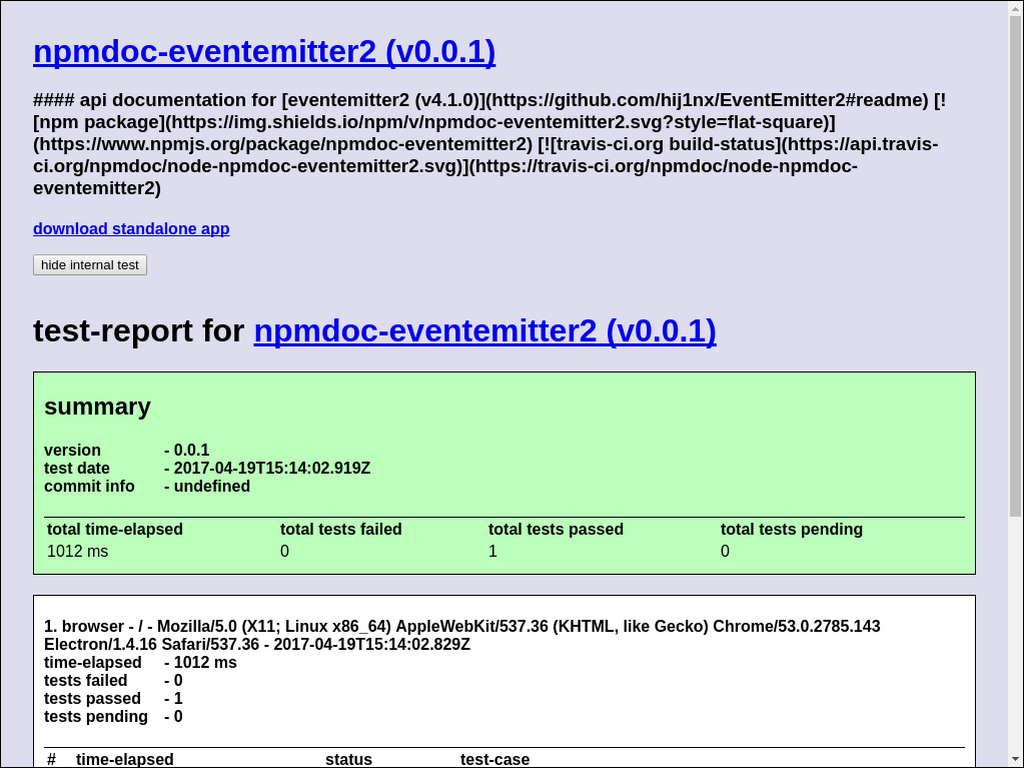 npmdoc-eventemitter2 (v0.0.1)
#### api documentation for [eventemitter2 (v4.1.0)](https://github.com/hij1nx/EventEmitter2#readme) [!
[npm package](https://img.shields.io/npm/v/npmdoc-eventemitter2.svg?style=flat-square)]
(https://www.npmjs.org/package/npmdoc-eventemitter2) [![travis-ci.org build-status](https://api.travis-
ci.org/npmdoc/node-npmdoc-eventemitter2.svg)](https://travis-ci.org/npmdoc/node-npmdoc-
eventemitter2)
download standalone app
hide internal test
test-report for npmdoc-eventemitter2 (v0.0.1)
summary
version - 0.0.1
test date - 2017-04-19T15:14:02.919Z
commit info - undefined
total time-elapsed total tests failed total tests passed total tests pending
1012 ms 0 1 0
1. browser - / - Mozilla/5.0 (X11; Linux x86_64) AppleWebKit/537.36 (KHTML, like Gecko) Chrome/53.0.2785.143
Electron/1.4.16 Safari/537.36 - 2017-04-19T15:14:02.829Z
time-elapsed - 1012 ms
tests failed - 0
tests passed - 1
tests pending - 0
# time-elapsed status test-case